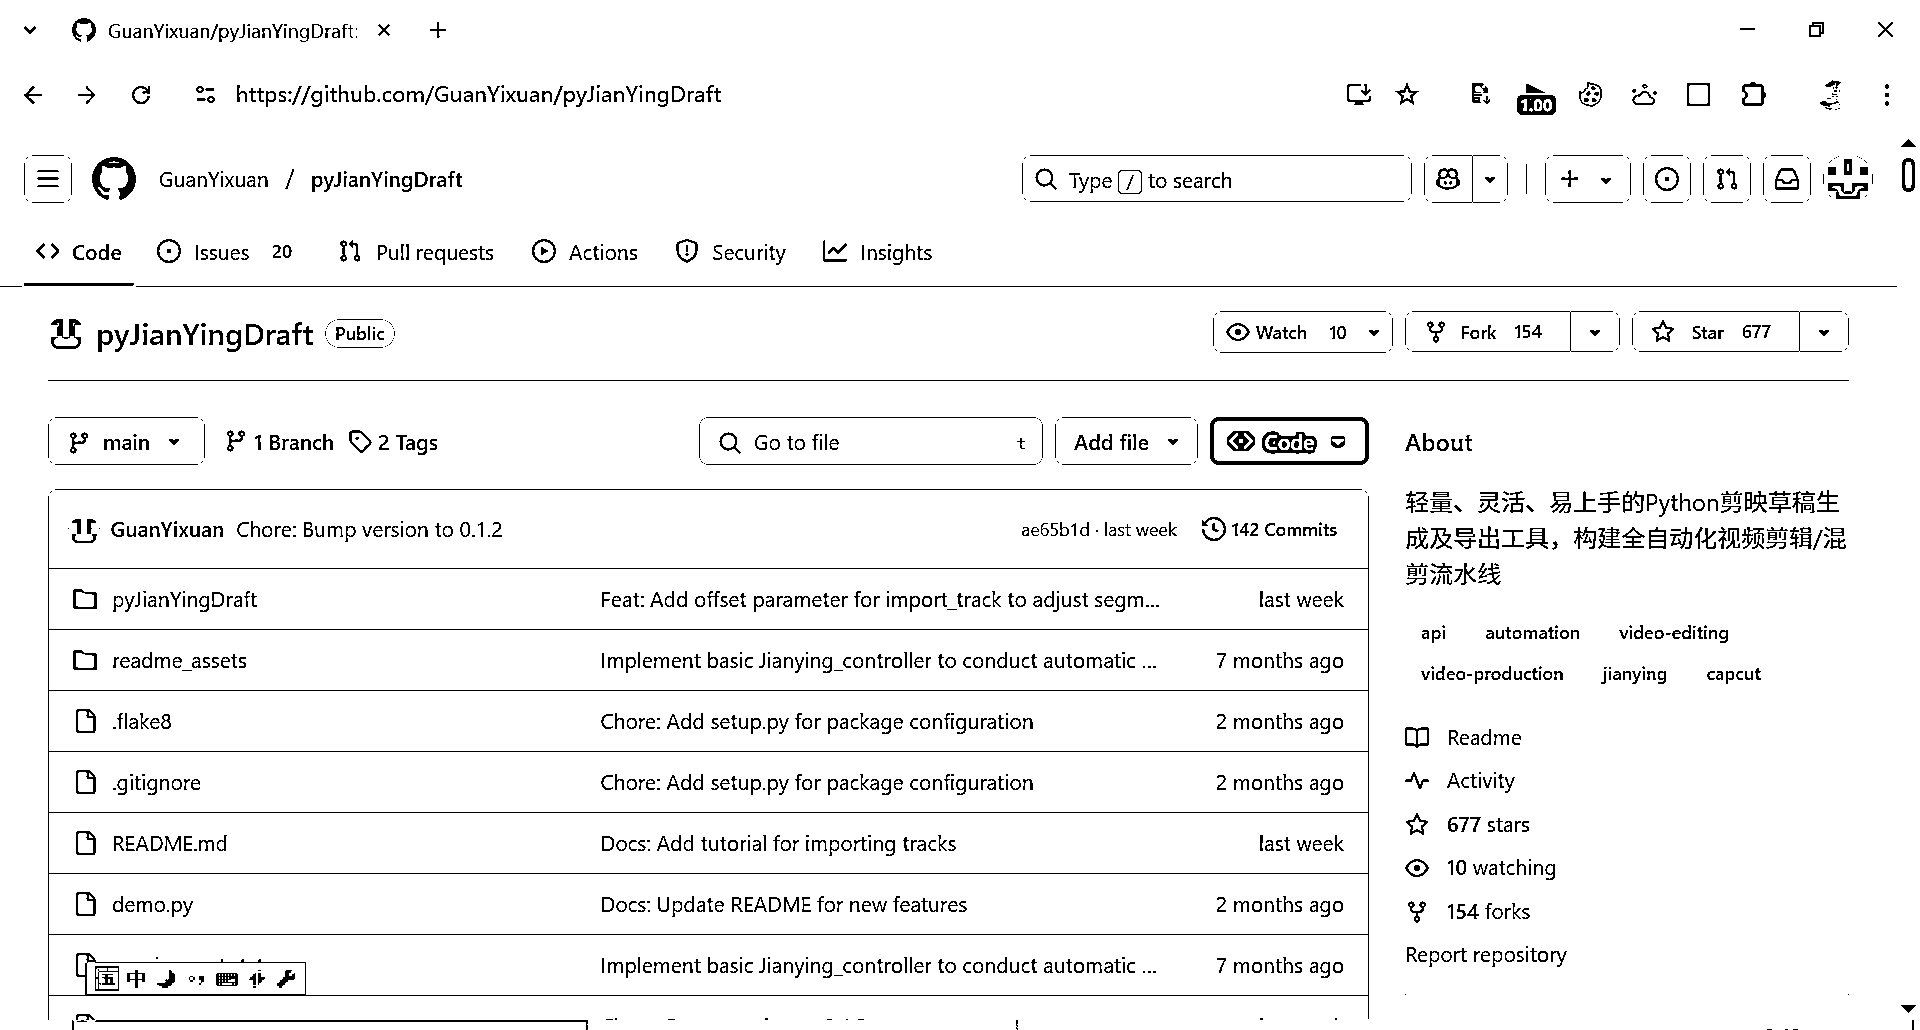 GuanYixuan/pyJianYingDraft:
https://github.com/GuanYixuan/pyJianYingDraft
1.00
GuanYixuan / pyJianYingDraft
Type / to search
Code Issues 20 Pull requests Actions Security Insights
pyJianYingDraft Public
Watch 10 Fork 154 Star 677
main 1 Branch 2 Tags
Go to file t
Add file
Code
GuanYixuan Chore: Bump version to 0.1.2 ae65b1d · last week 142 Commits
pyJianYingDraft Feat: Add offset parameter for import_track to adjust segm... last week
readme_assets Implement basic Jianying_controller to conduct automatic ... 7 months ago
.flake8 Chore: Add setup.py for package configuration 2 months ago
.gitignore Chore: Add setup.py for package configuration 2 months ago
README.md Docs: Add tutorial for importing tracks last week
demo.py Docs: Update README for new features 2 months ago
Implement basic Jianying_controller to conduct automatic ... 7 months ago
五 中
About
轻量、灵活、易上手的Python剪映草稿生
成及导出工具，构建全自动化视频剪辑/混
剪流水线
api automation video-editing
video-production jianying capcut
Readme
Activity
677 stars
10 watching
154 forks
Report repository